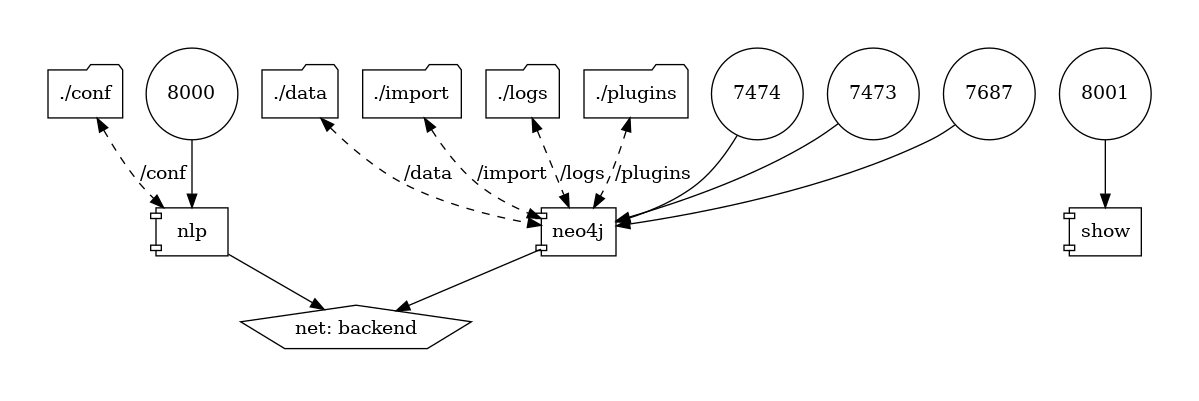 ./conf
8000
./data
./import
./logs
./plugins
7474
7473
7687
8001
/conf
/data
/import
/logs
/plugins
nlp
neo4j
show
net: backend